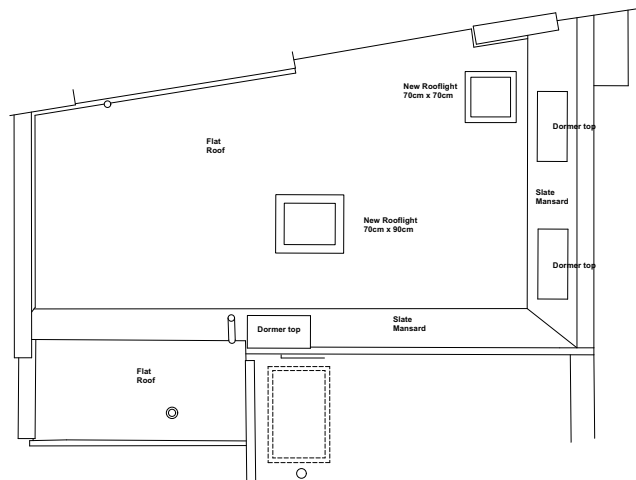 New Rooflight
70cm x 70cm
Dormer top
Flat
Roof
Slate
Mansard
New Rooflight
70cm x 90cm
Dormer top
Slate
Mansard
Dormer top
Flat
Roof